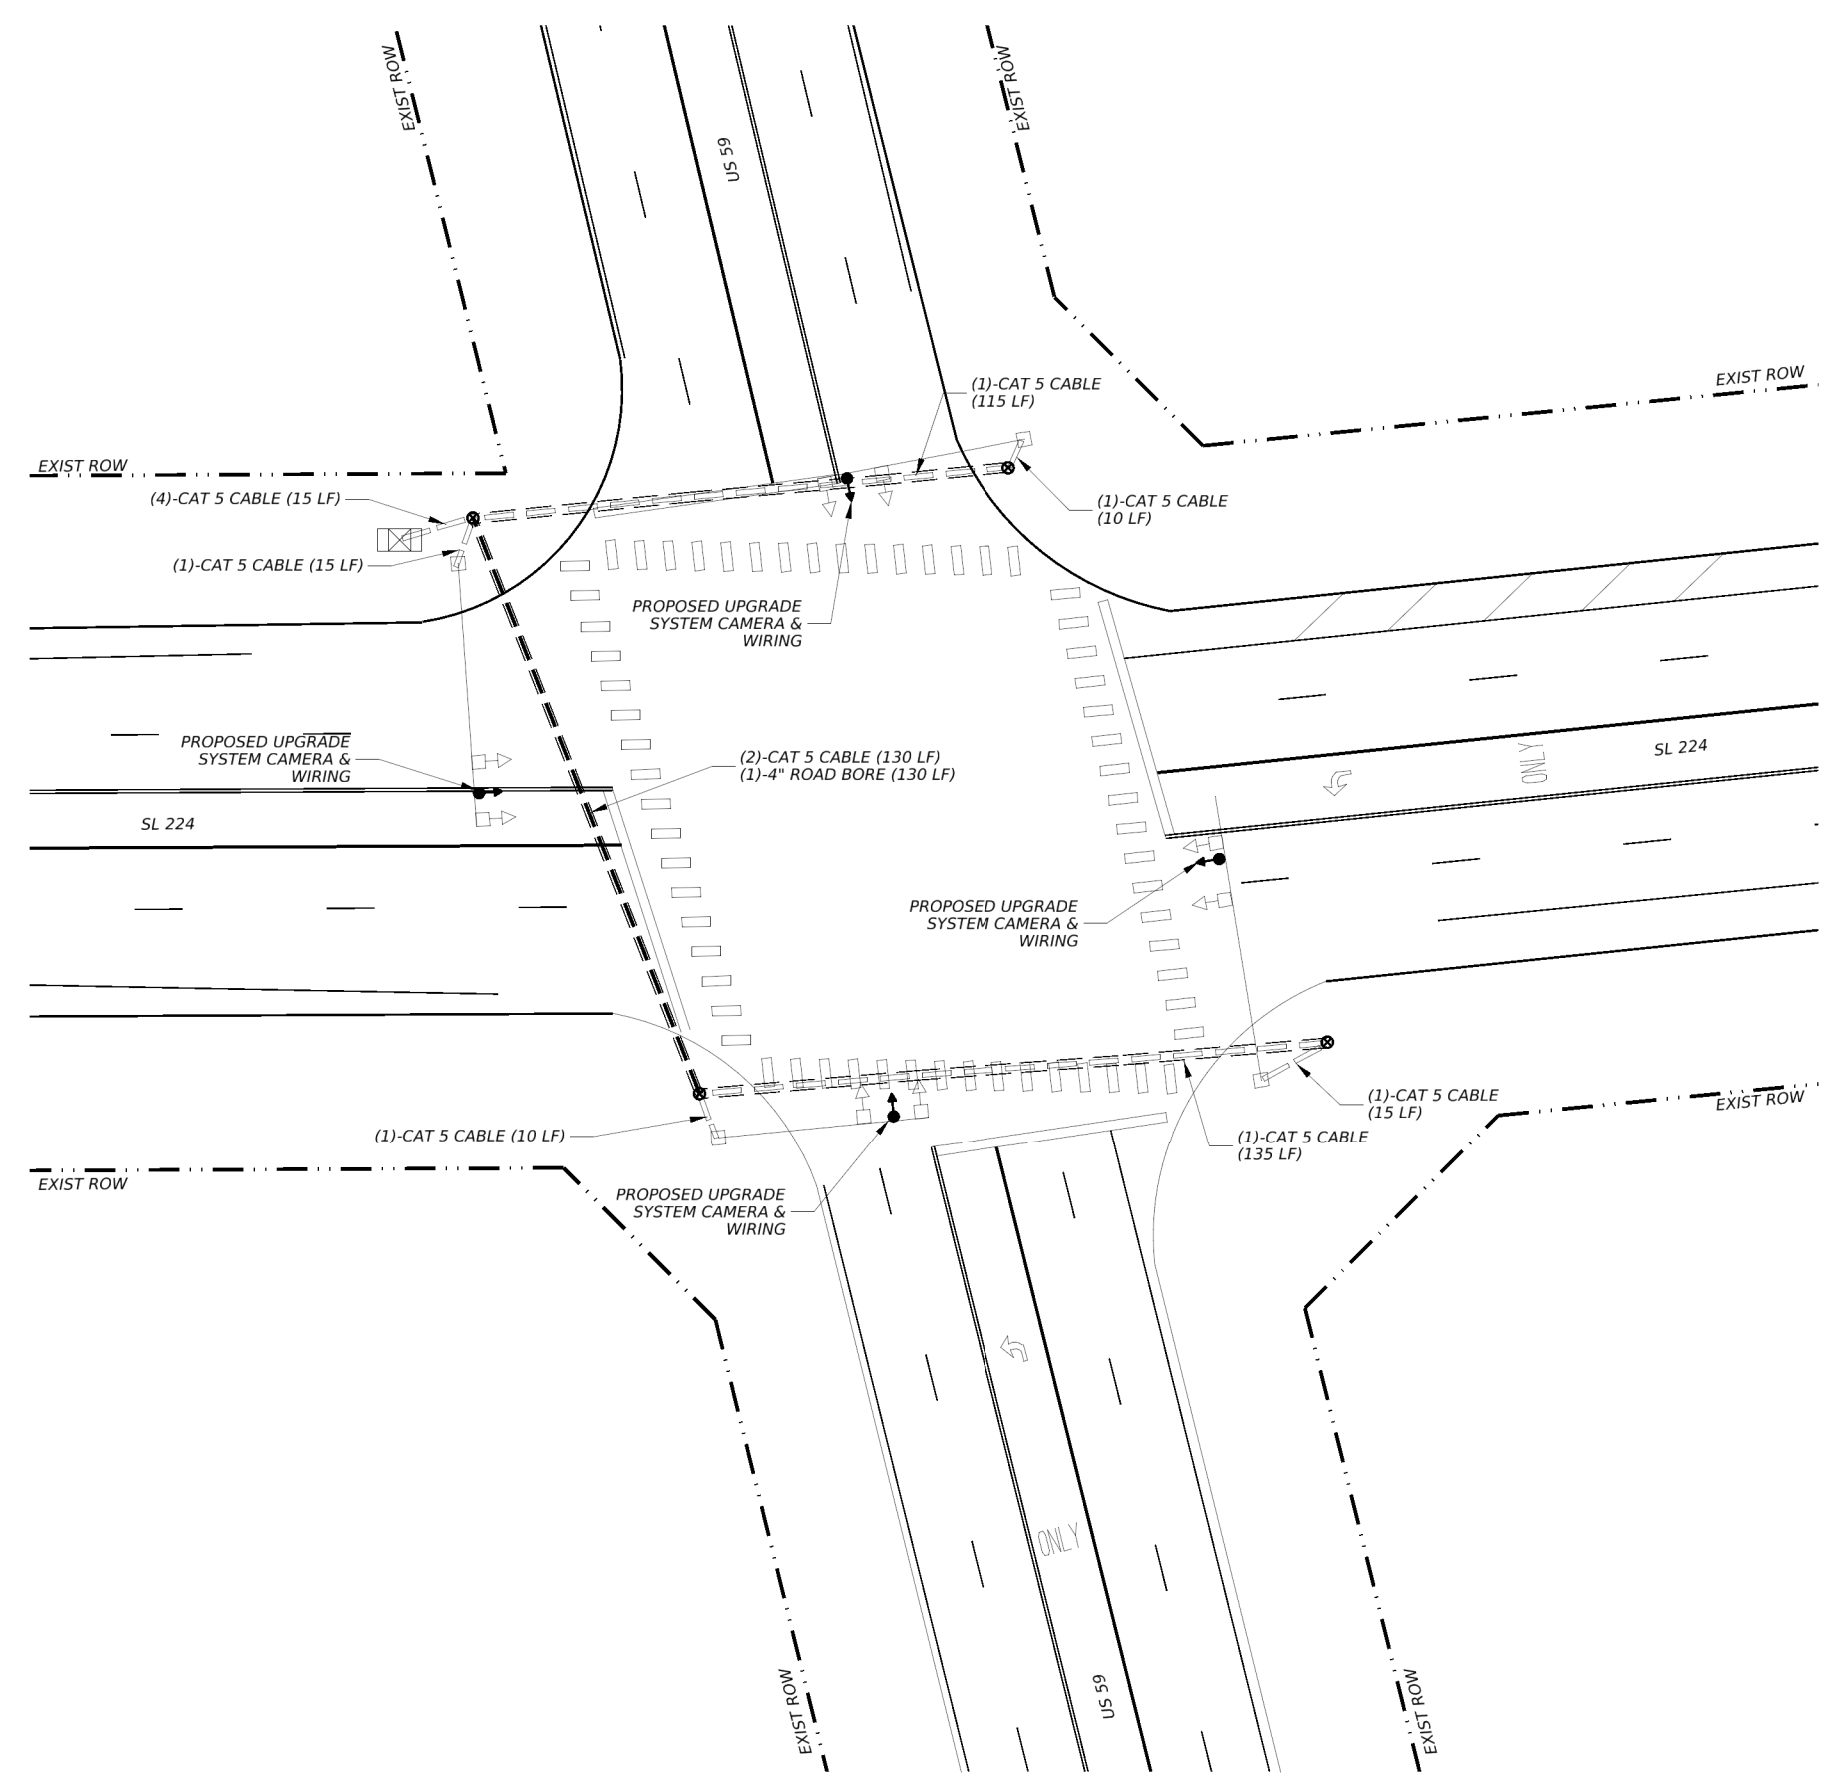 EXIST ROW
EXIST ROW
US 59
EXIST ROW
(1)-CAT 5 CABLE
(115 LF)
EXIST ROW
(4)-CAT 5 CABLE (15 LF)
(1)-CAT 5 CABLE
(10 LF)
(1)-CAT 5 CABLE (15 LF)
PROPOSED UPGRADE
SYSTEM CAMERA &
WIRING
PROPOSED UPGRADE
SYSTEM CAMERA &
WIRING
(2)-CAT 5 CABLE (130 LF)
(1)-4" ROAD BORE (130 LF)
ONLY
SL 224
SL 224
PROPOSED UPGRADE
SYSTEM CAMERA &
WIRING
(1)-CAT 5 CABLE
(15 LF)
EXIST ROW
(1)-CAT 5 CABLE (10 LF)
(1)-CAT 5 CABLE
(135 LF)
EXIST ROW
PROPOSED UPGRADE
SYSTEM CAMERA &
WIRING
ONLY
US 59
EXIST ROW
EXIST ROW